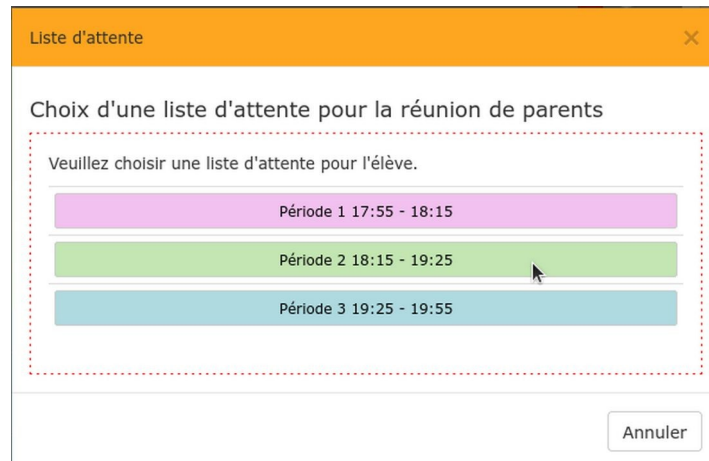 Liste d'attente
×
Choix d'une liste d'attente pour la réunion de parents
Veuillez choisir une liste d'attente pour l'élève.
Période 1 17:55 - 18:15
Période 2 18:15 - 19:25
Période 3 19:25 - 19:55
Annuler